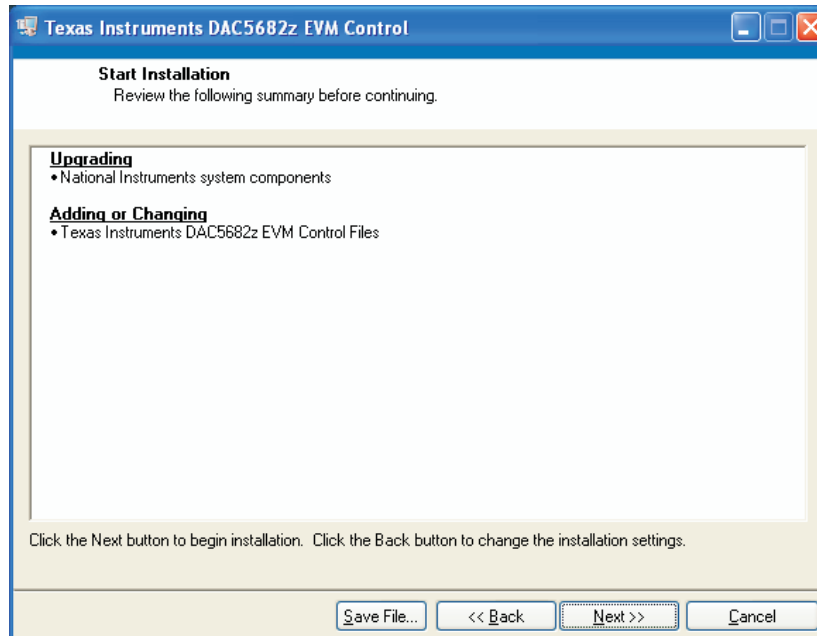 Texas Instruments DAC5682z EVM Control
Start Installation
Review the following summary before continuing.
Upgrading
• National Instruments system components
Adding or Changing
• Texas Instruments DAC5682z EVM Control Files
Click the Next button to begin installation. Click the Back button to change the installation settings.
Save File... << Back Next >> Cancel